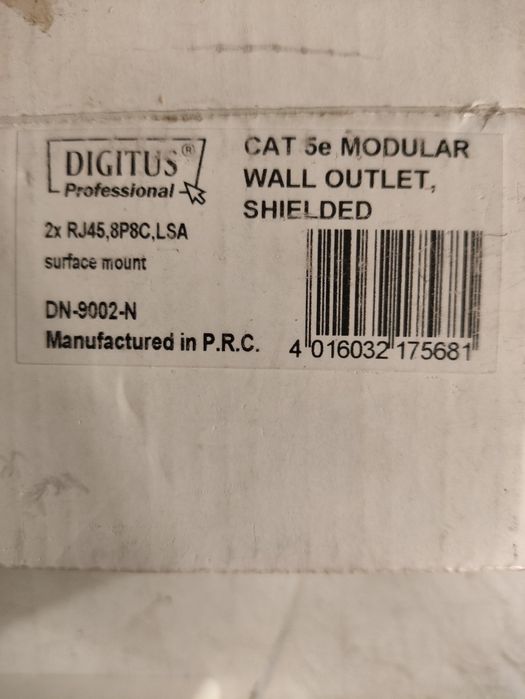 DIGITUS®
Professional
2x RJ45,8P8C,LSA
surface mount
DN-9002-N
Manufactured in P.R.C.
CAT 5e MODULAR
WALL OUTLET,
SHIELDED
4 016032 175681